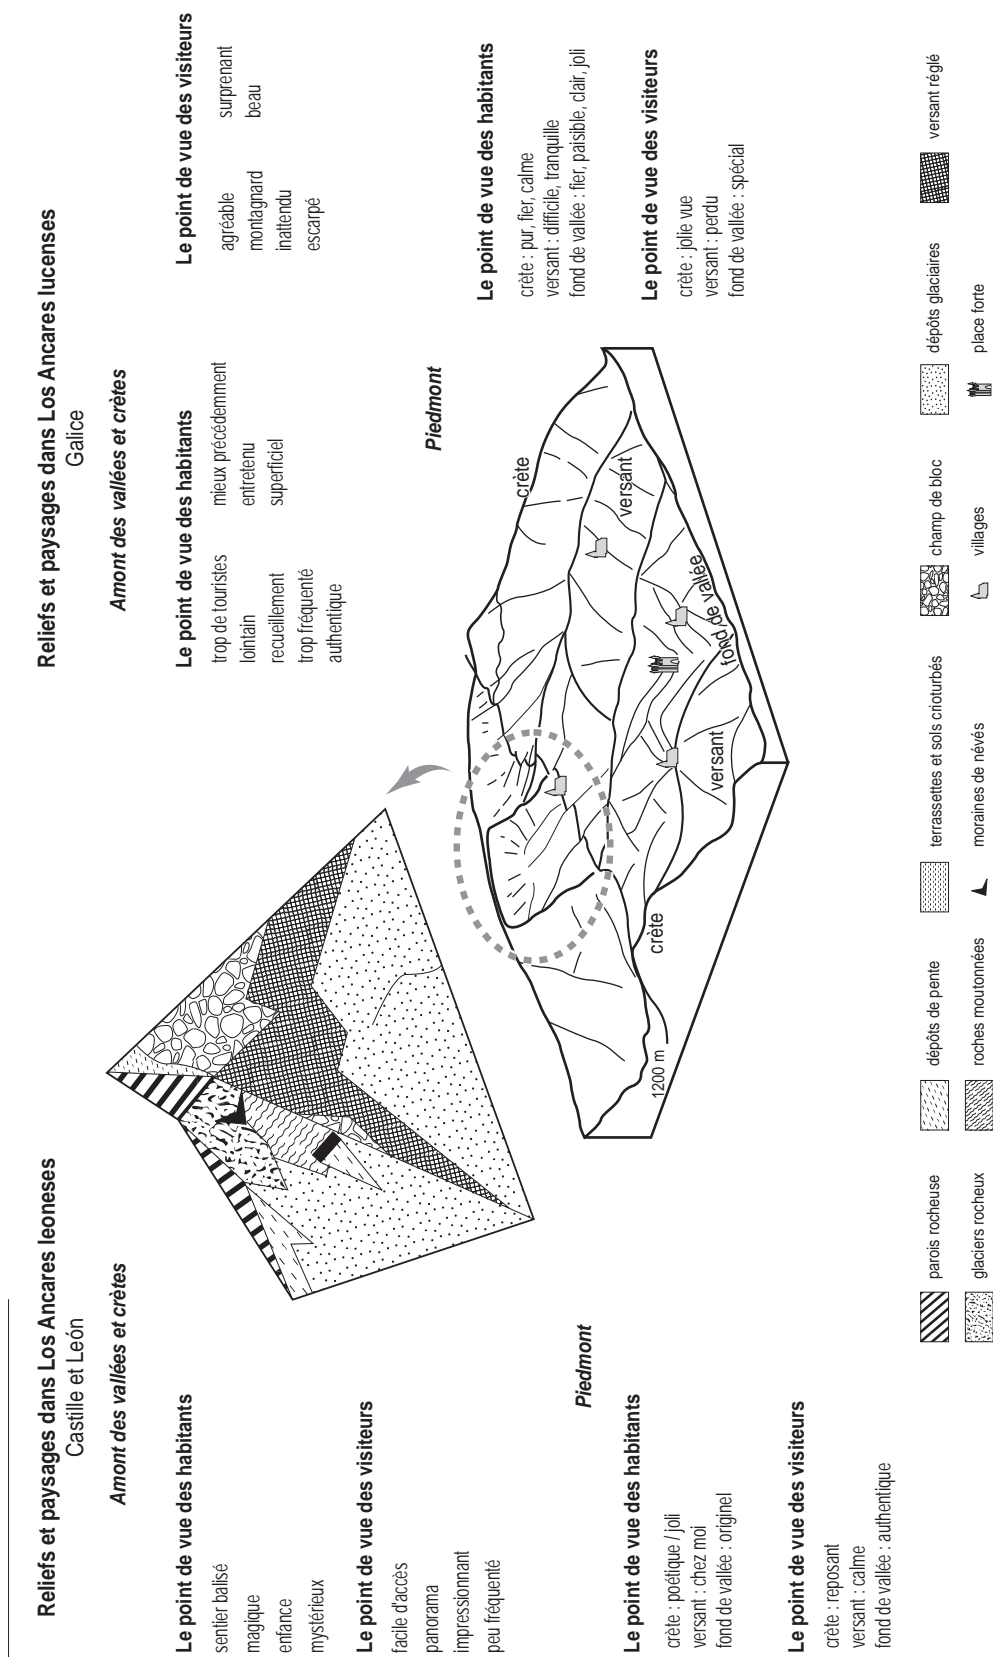 Reliefs et paysages dans Los Ancares leoneses
Castille et León
Amont des vallées et crètes
Le point de vue des habitants
sentier balisé
magique
enfance
mystérieux
Le point de vue des visiteurs
facile d'accès
panorama
impressionnant
peu fréquenté
Piedmont
Le point de vue des habitants
crète : poétique / joli
versant : chez moi
fond de vallée : originel
Le point de vue des visiteurs
crète : reposant
versant : calme
fond de vallée : authentique
Reliefs et paysages dans Los Ancares lucenses
Galice
Amont des vallées et crètes
Le point de vue des habitants
trop de touristes
lointain
recueillement
trop fréquenté
authentique
mieux précédemment
entretenu
superficiel
Le point de vue des visiteurs
agréable
montagnard
inattendu
escarpé
surprenant
beau
Piedmont
Le point de vue des habitants
crète : pur, fier, calme
versant : difficile, tranquille
fond de vallée : fier, paisible, clair, joli
Le point de vue des visiteurs
crète : jolie vue
versant : perdu
fond de vallée : spécial
crète
versant
fond de vallée
versant
crète
1200 m
parois rocheuse
dépôts de pente
terrassettes et sols crioturbés
champ de bloc
dépôts glaciaires
versant réglé
glaciers rocheux
roches moutonnées
moraines de névés
villages
place forte